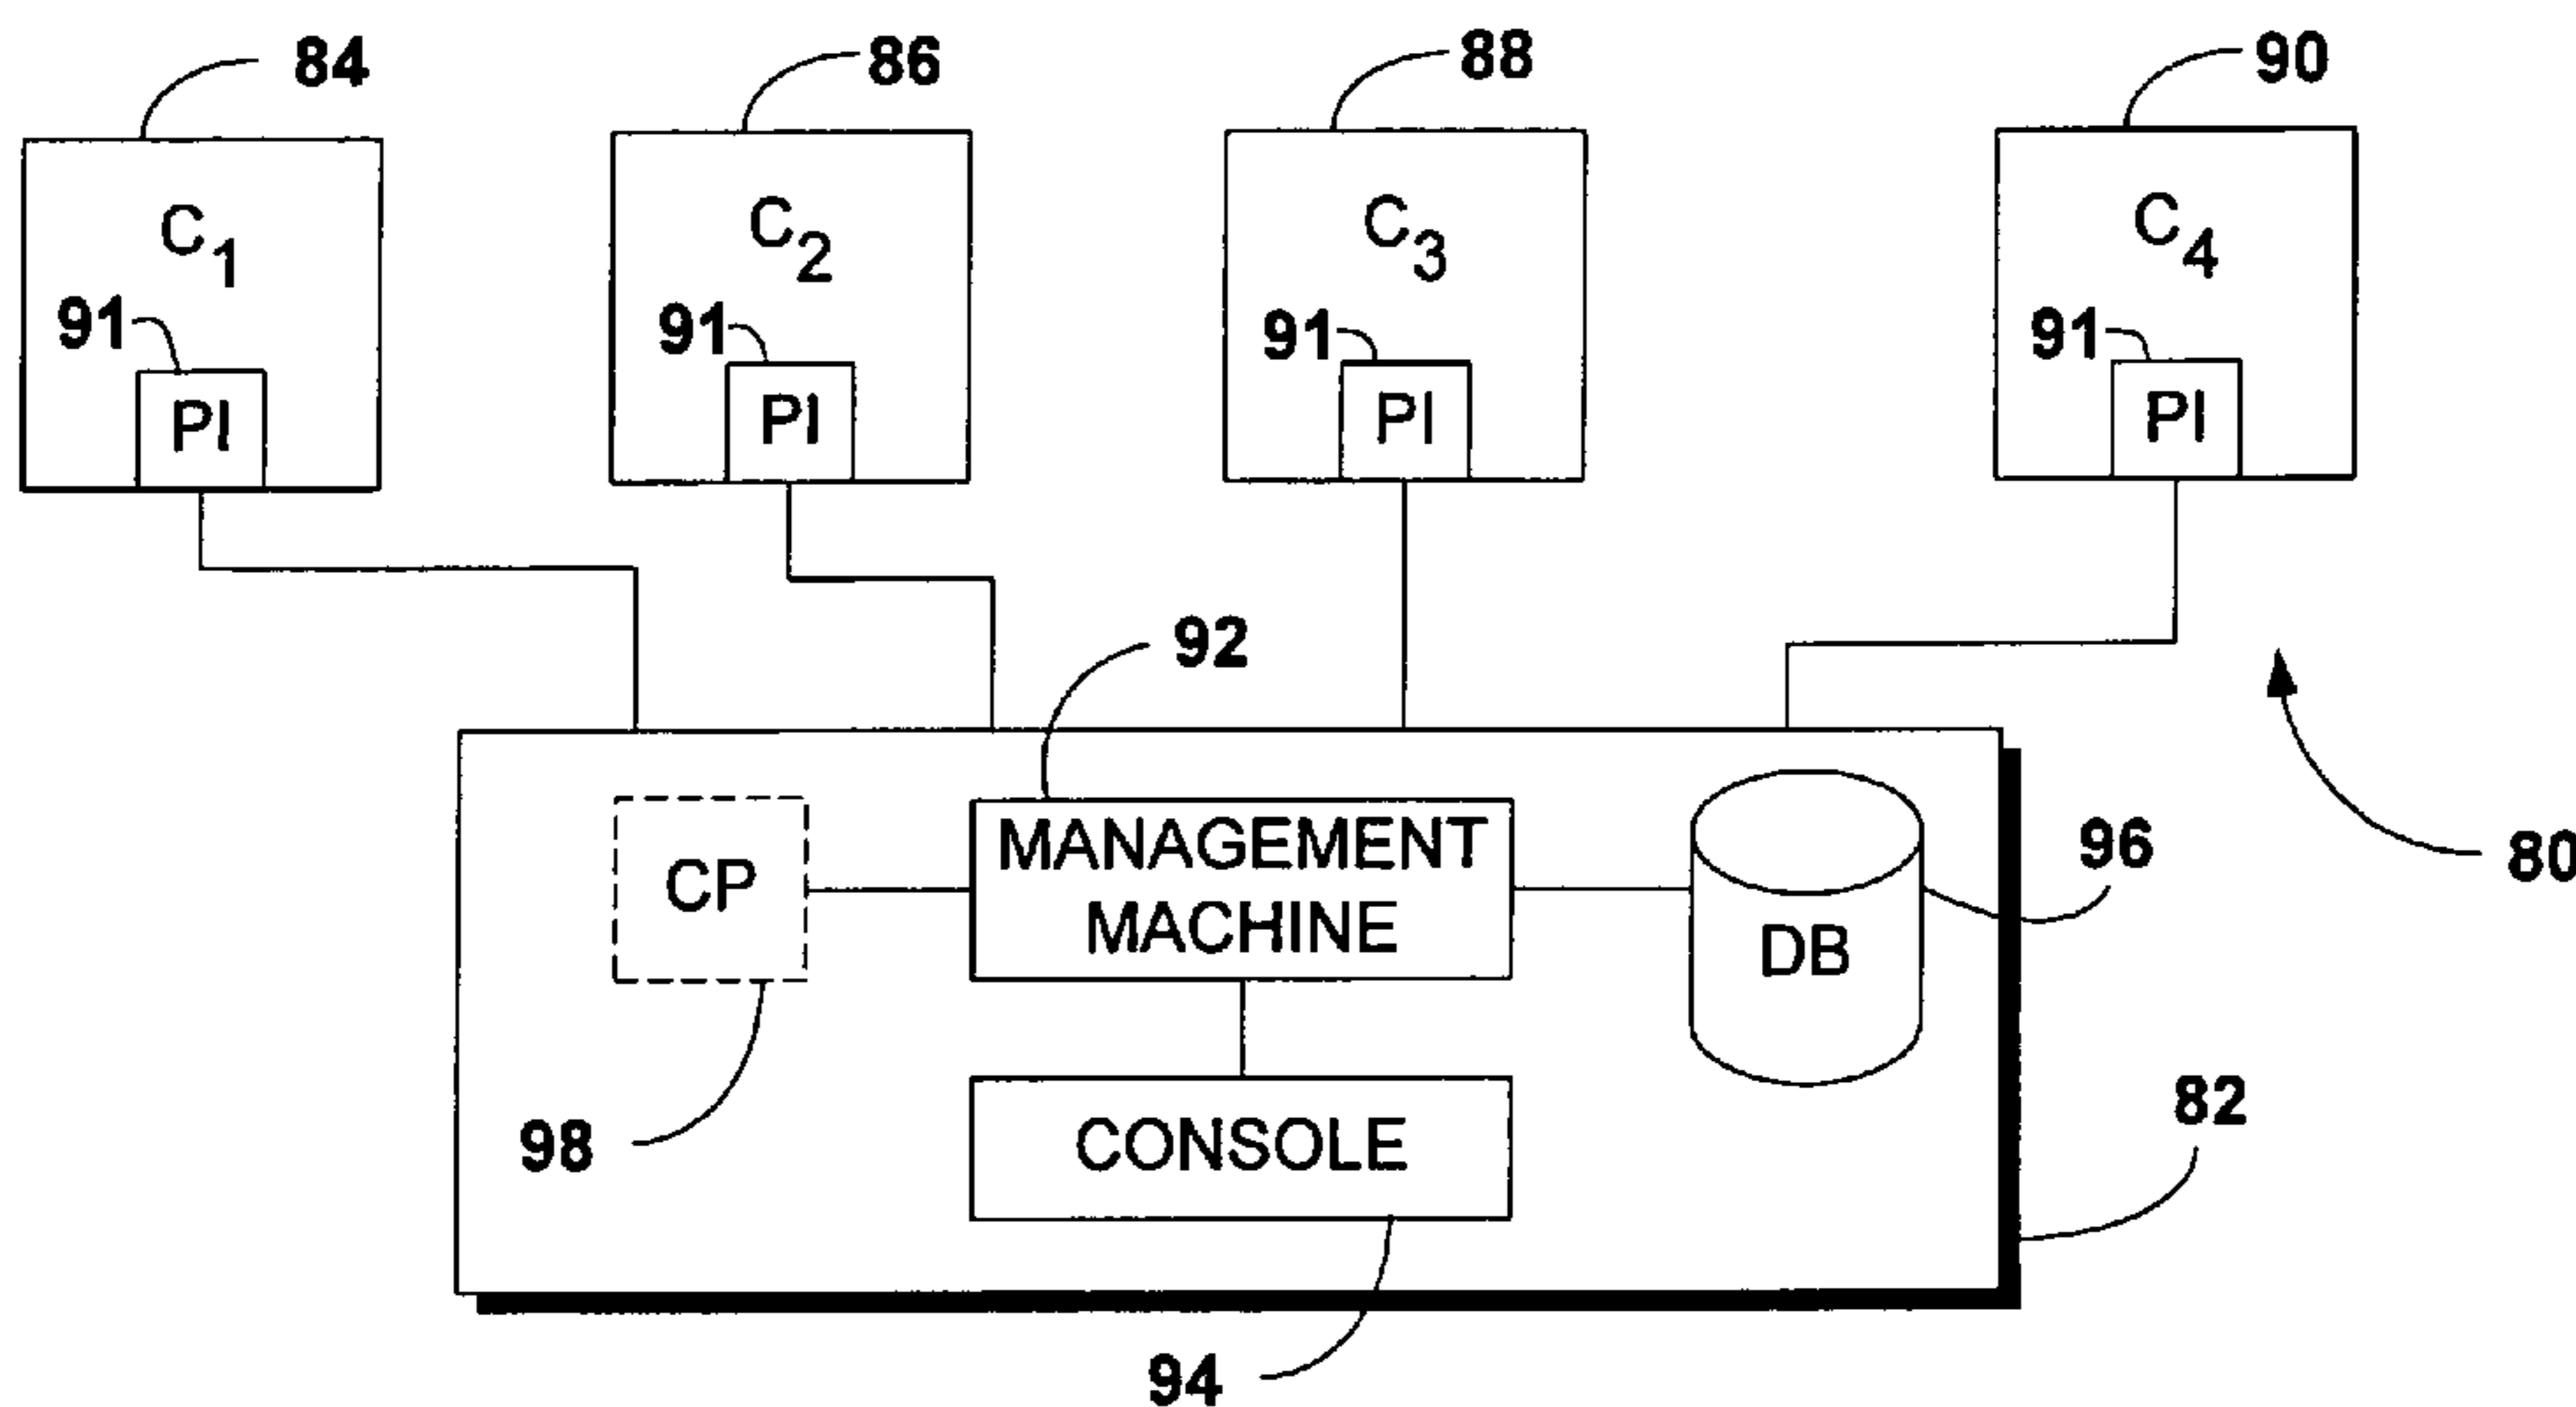 84
86
88
90
C1
C2
C3
C4
91
91
91
91
PI
PI
PI
PI
92
80
MANAGEMENT
MACHINE
CP
96
DB
CONSOLE
98
82
94